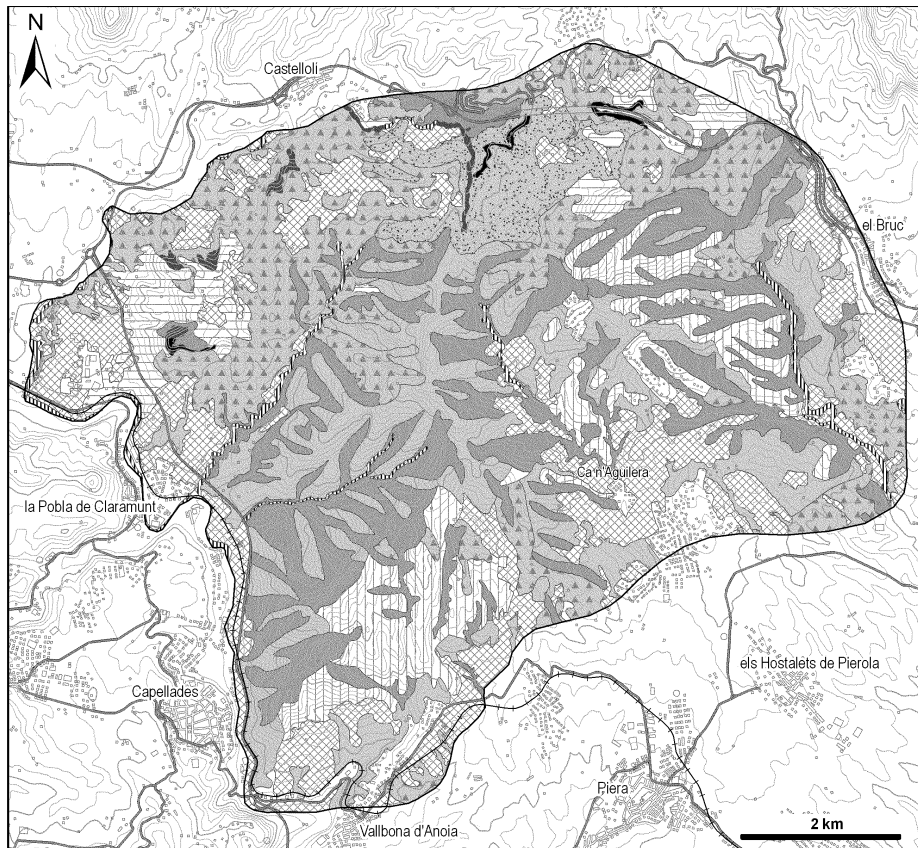 N
Castellolí
el Bruc
Ca n'Aguilera
la Pobla de Claramunt
els Hostalets de Pierola
Capellades
Piera
Vallbona d'Anoia
2 km